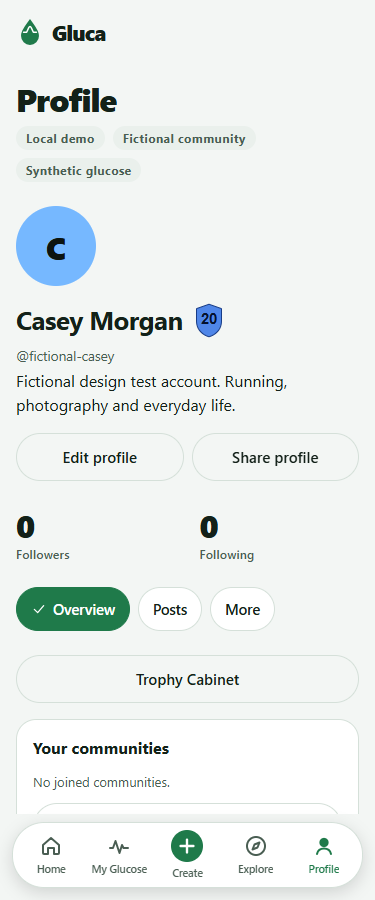 Gluca
Profile
Local demo
Fictional community
Synthetic glucose
C
Casey Morgan
20
@fictional-casey
Fictional design test account. Running,
photography and everyday life.
Edit profile
Share profile
0
Followers
0
Following
Overview
Posts
More
Trophy Cabinet
Your communities
No joined communities.
Home
My Glucose
Create
Explore
Profile